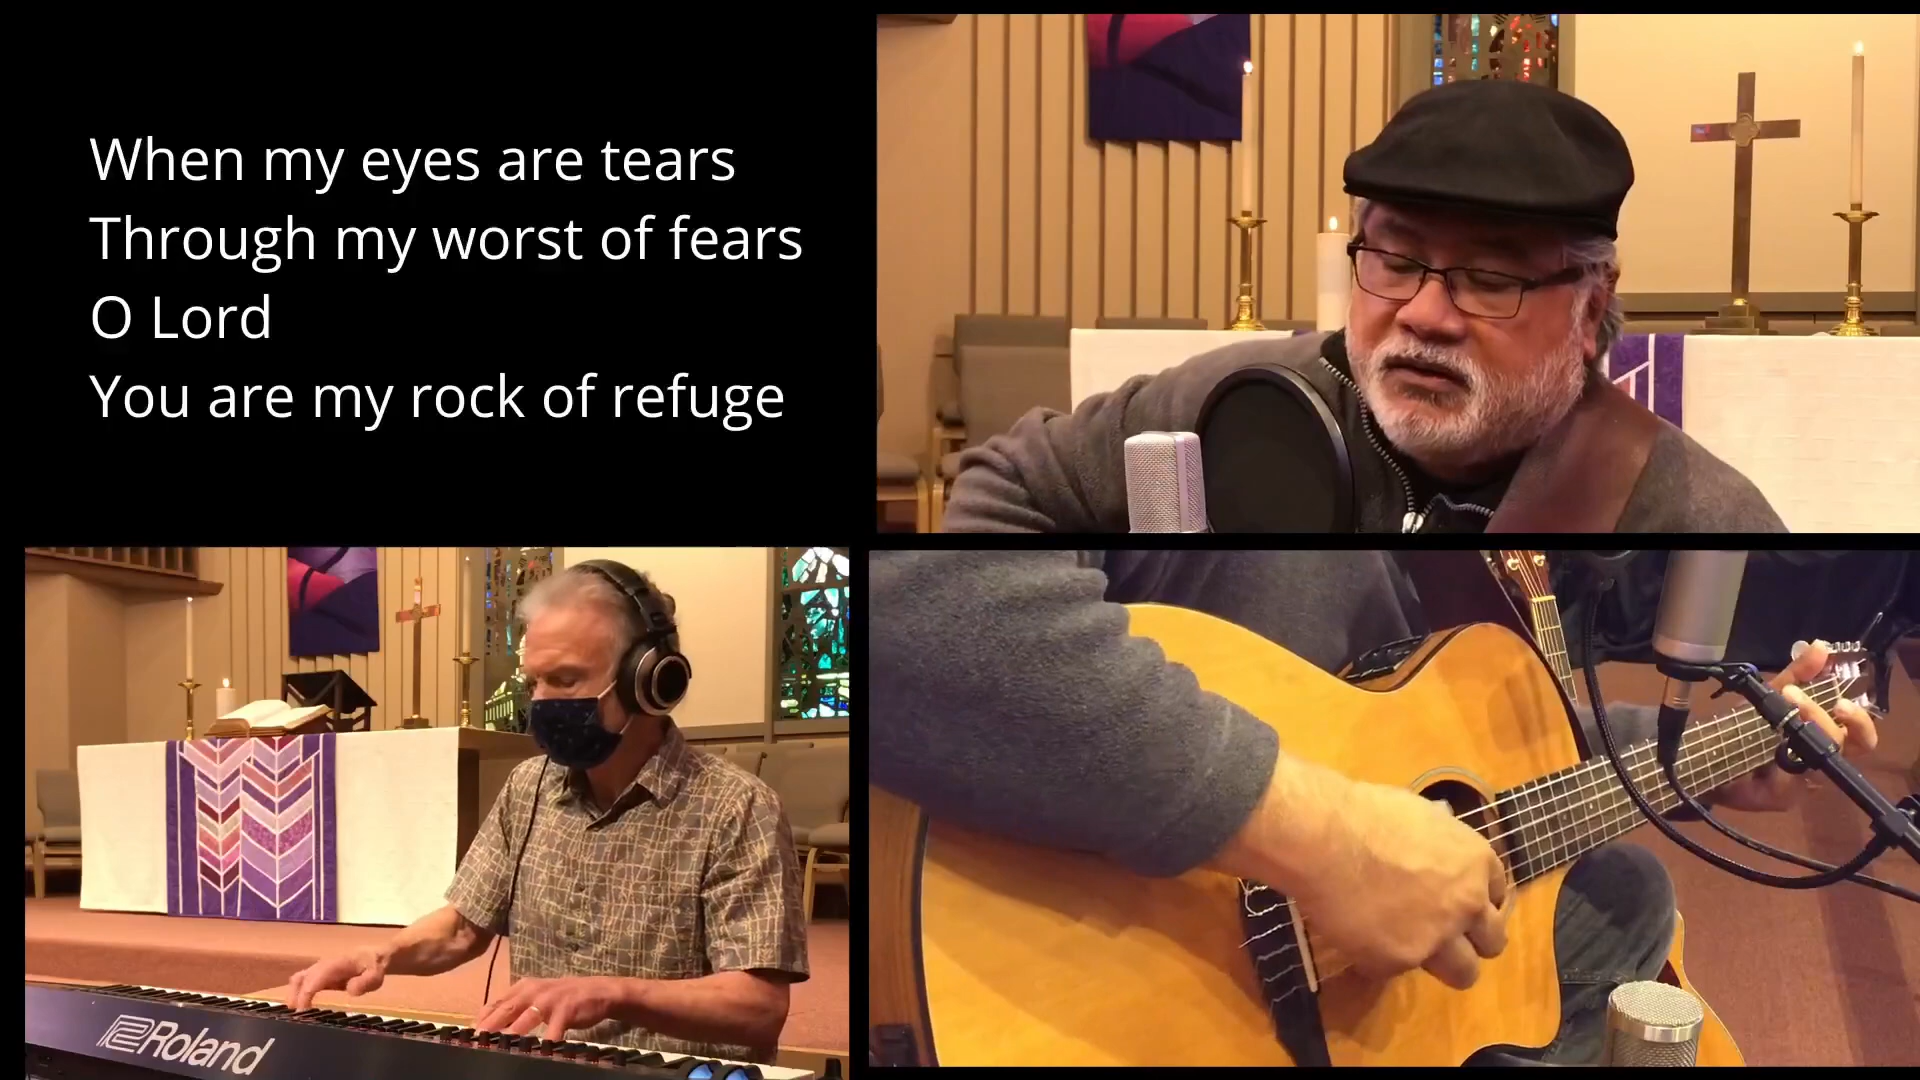 When my eyes are tears
Through my worst of fears
O Lord
You are my rock of refuge
Roland